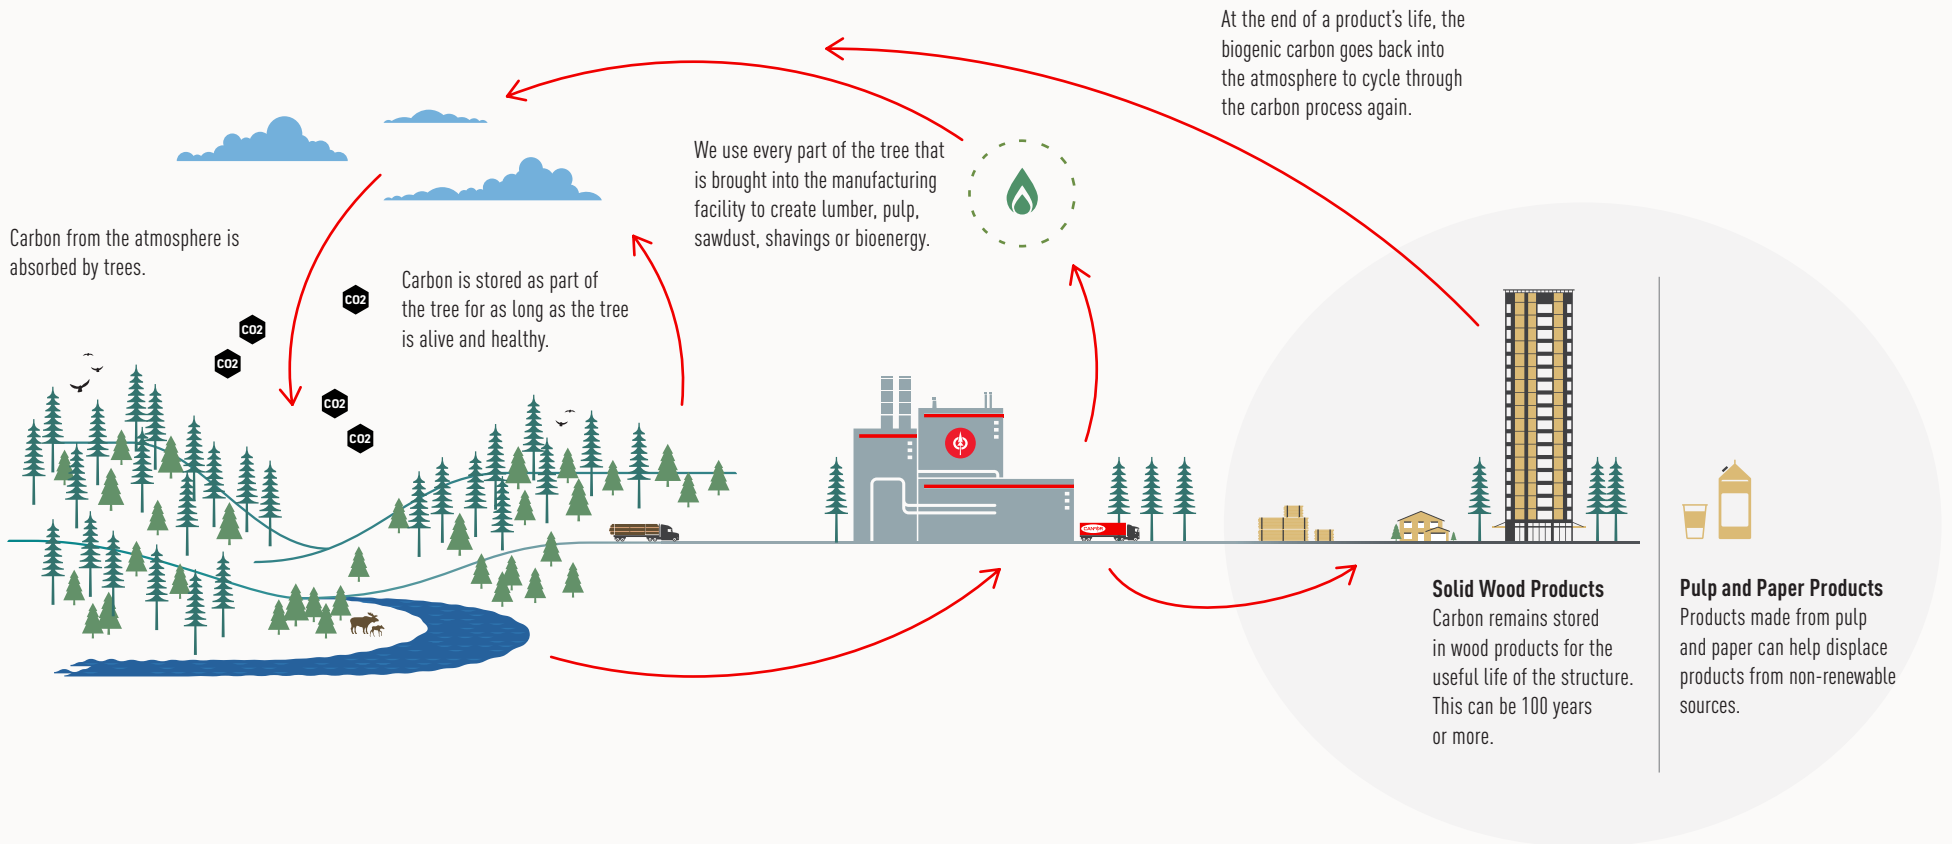 At the end of a product’s life, the
biogenic carbon goes back into
the atmosphere to cycle through
the carbon process again.
We use every part of the tree that
is brought into the manufacturing
facility to create lumber, pulp,
sawdust, shavings or bioenergy.
Carbon from the atmosphere is
absorbed by trees.
Carbon is stored as part of
the tree for as long as the tree
is alive and healthy.
CO2
CO2
CO2
CO2
CO2
CANFOR
Solid Wood Products
Carbon remains stored
in wood products for the
useful life of the structure.
This can be 100 years
or more.
Pulp and Paper Products
Products made from pulp
and paper can help displace
products from non-renewable
sources.